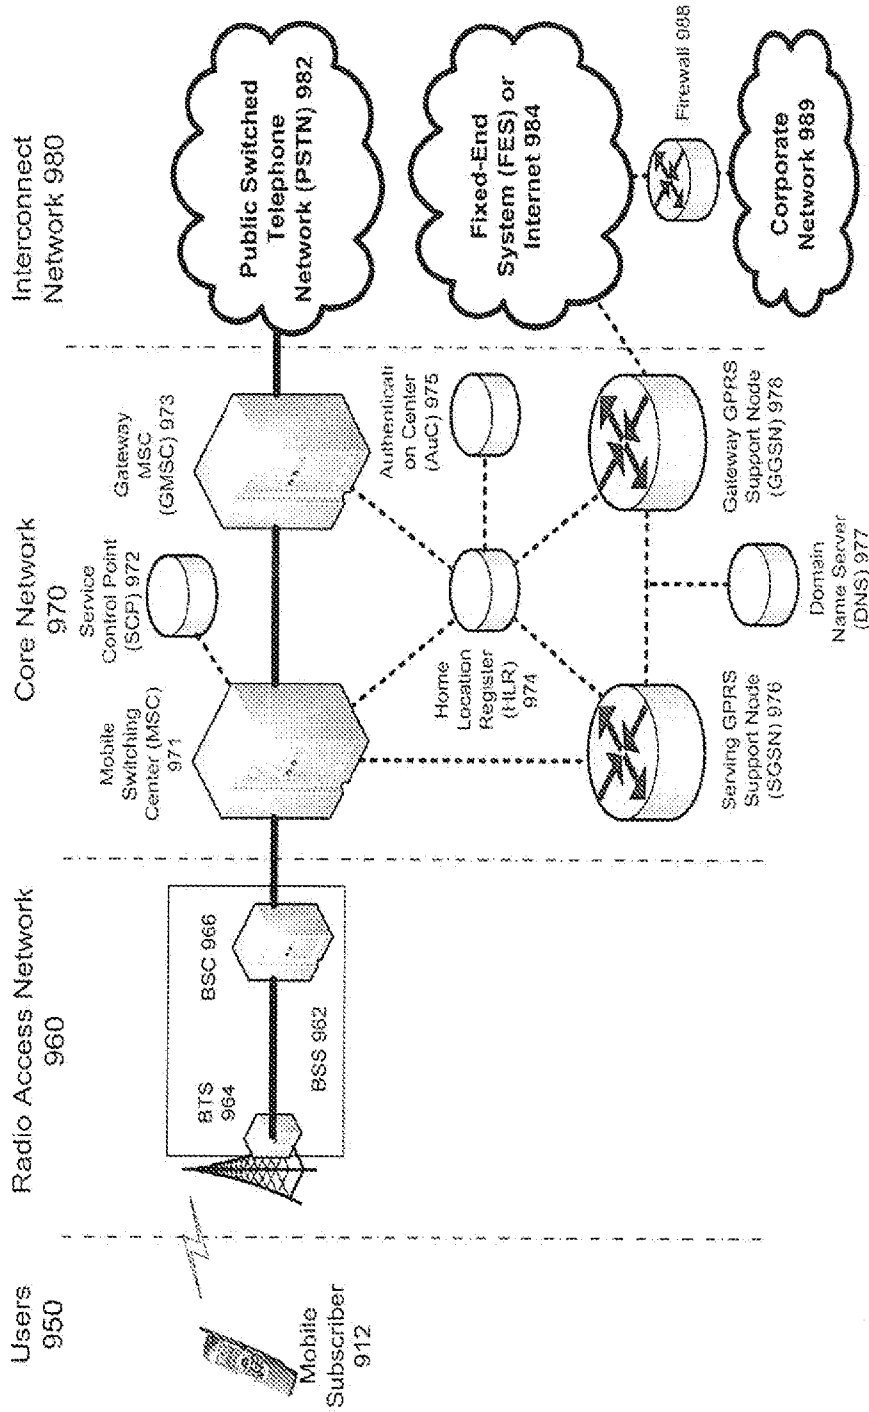 Users
950
Radio Access Network
960
Core Network
970
Interconnect
Network 980
Mobile
Subscriber
912
BTS
964
BSC 966
BSS 962
Mobile
Switching
Center (MSC)
971
Service
Control Point
(SCP) 972
Gateway
MSC
(GMSC) 973
Public Switched
Telephone
Network (PSTN) 982
Home
Location
Register
(HLR)
974
Authenticati
on Center
(AuC) 975
Fixed-End
System (FES) or
Internet 984
Firewall 988
Serving GPRS
Support Node
(SGSN) 976
Domain
Name Server
(DNS) 977
Gateway GPRS
Support Node
(GGSN) 978
Corporate
Network 989